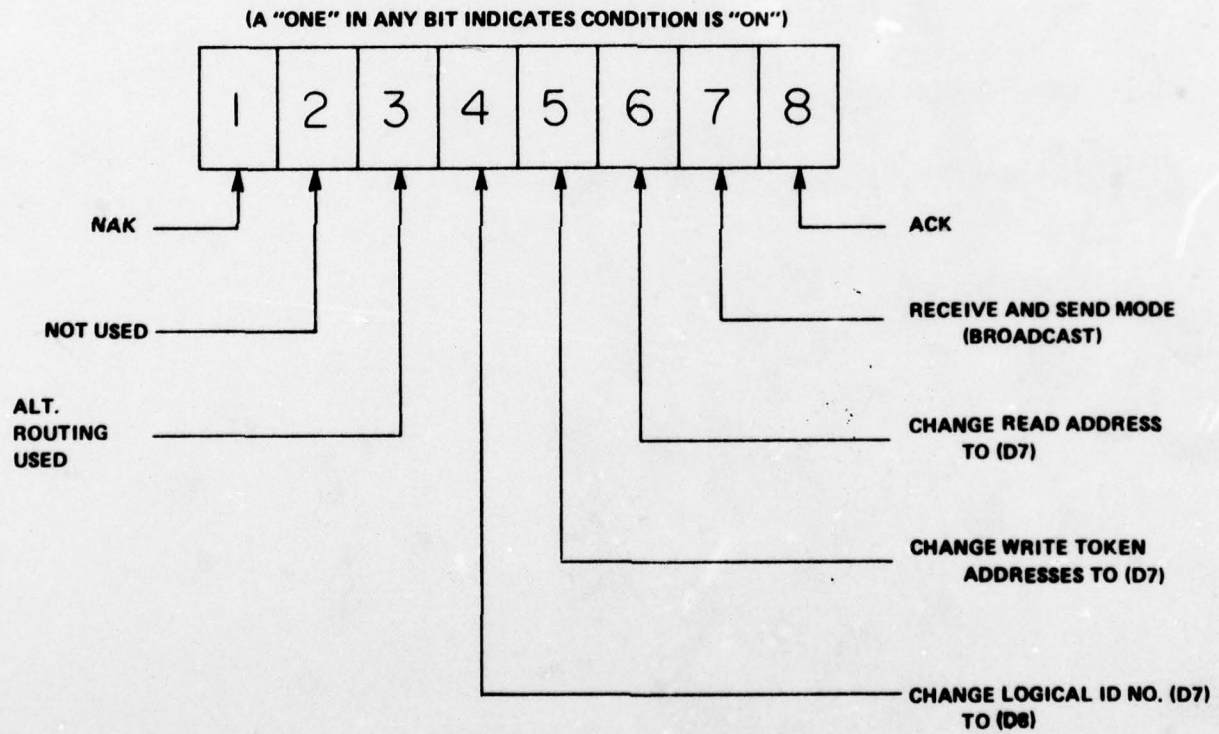 (A "ONE" IN ANY BIT INDICATES CONDITION IS "ON")
1 2 3 4 5 6 7 8
NAK
ACK
NOT USED
RECEIVE AND SEND MODE
(BROADCAST)
ALT.
ROUTING
USED
CHANGE READ ADDRESS
TO (D7)
CHANGE WRITE TOKEN
ADDRESSES TO (D7)
CHANGE LOGICAL ID NO. (D7)
TO (D8)